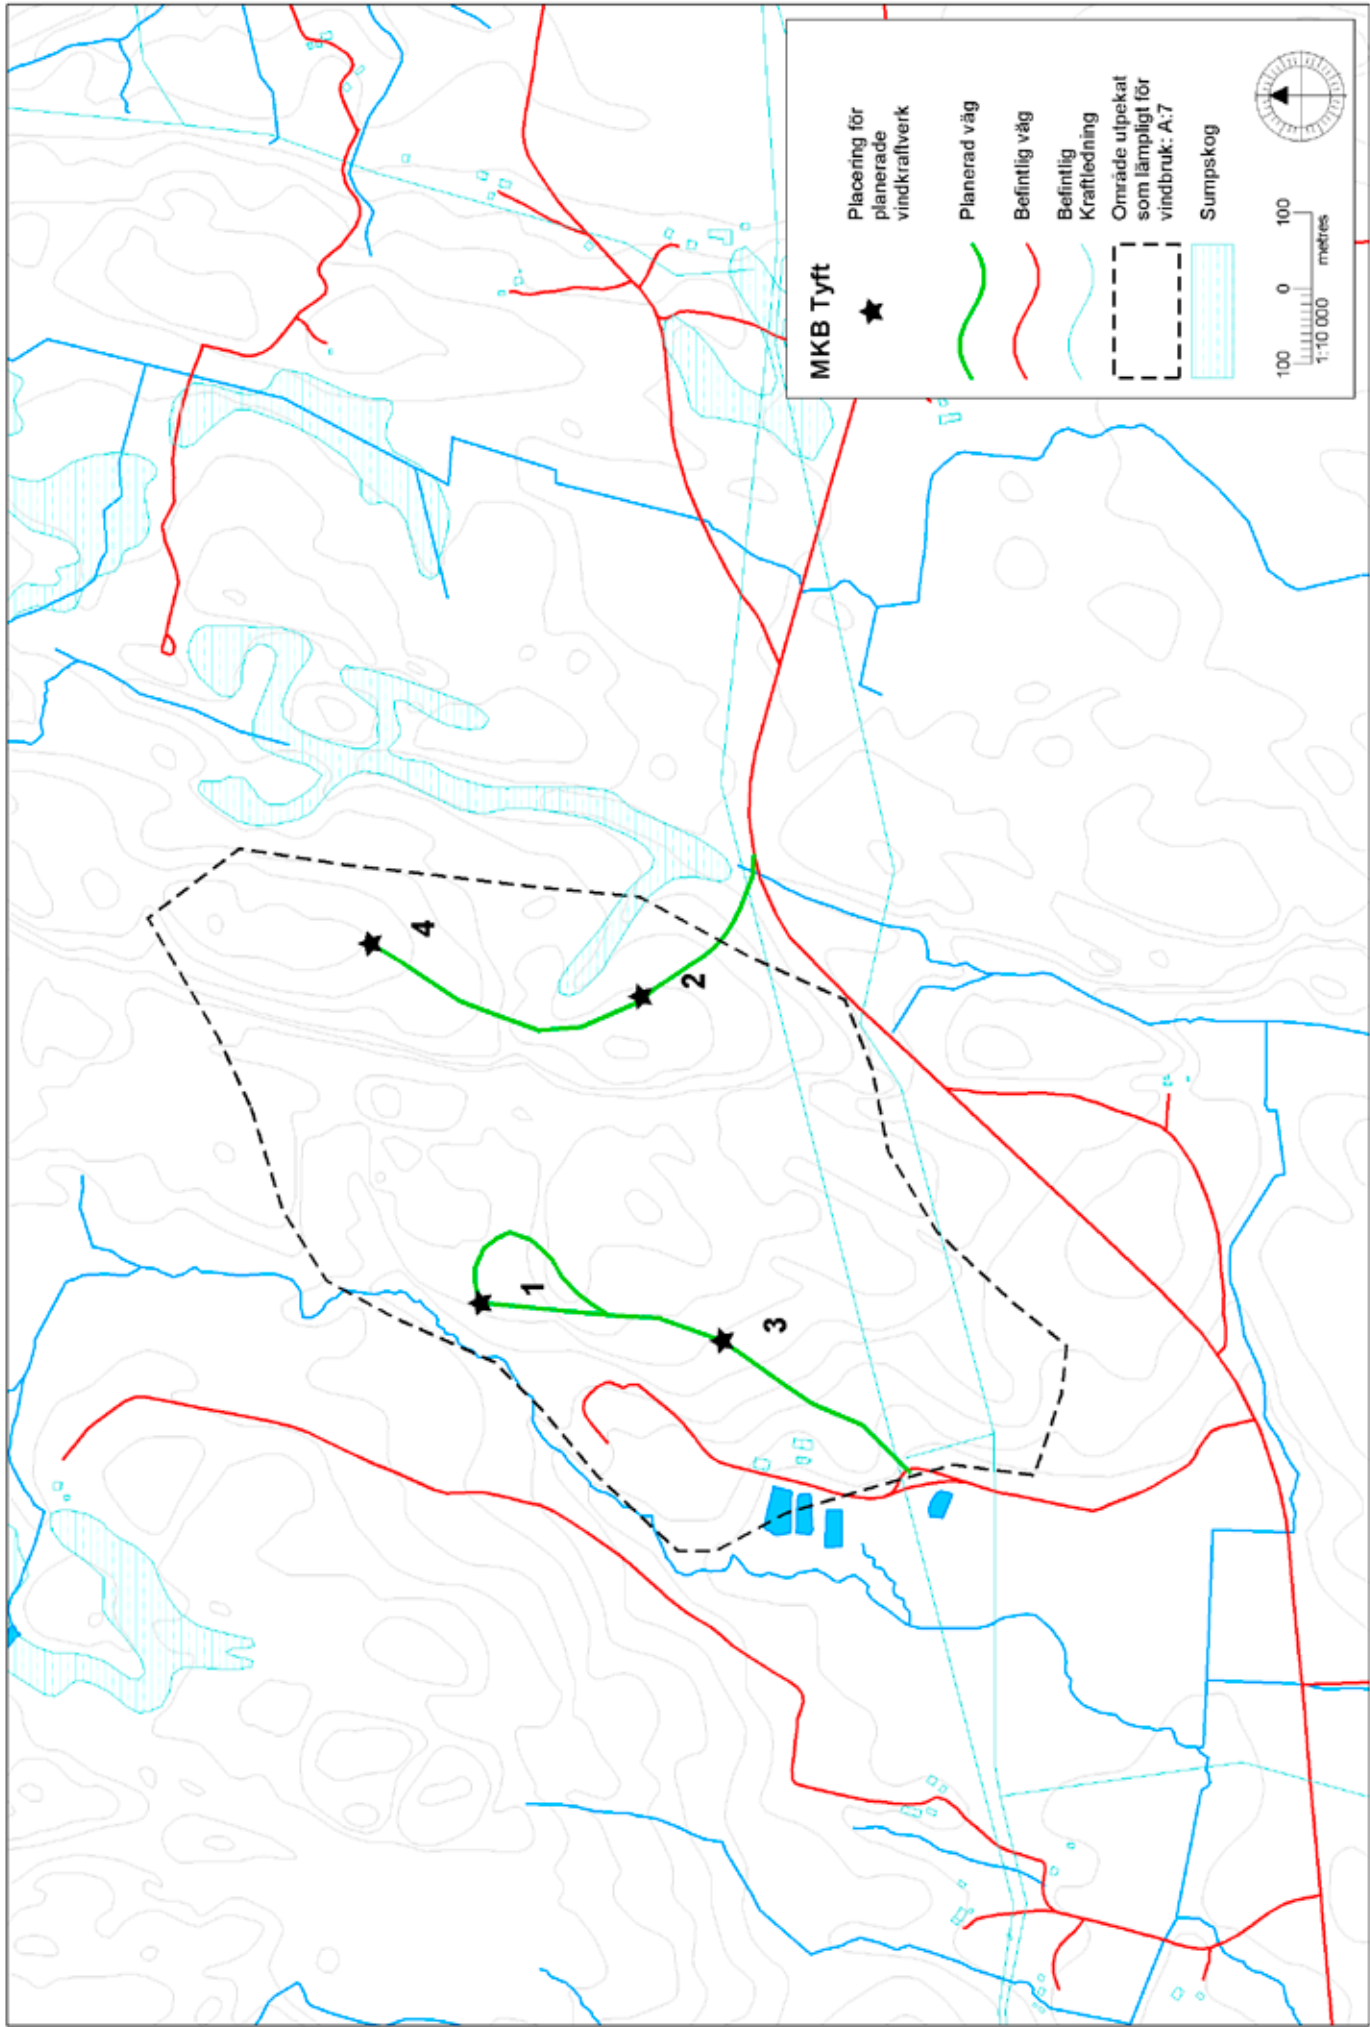 MKB Tyft
Placering för
planerade
vindkraftverk
Planerad väg
Befintlig väg
Befintlig
Kraftledning
Område utpekat
som lämpligt för
vindbruk: A:7
Sumpskog
100 0 100
1:10 000 metres
4
2
1
3